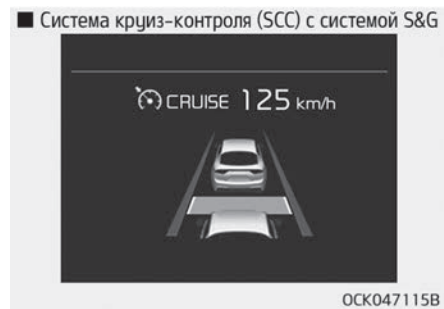 ■ Система круиз-контроля (SCC) с системой S&G
CRUISE 125 km/h
OCK047115B